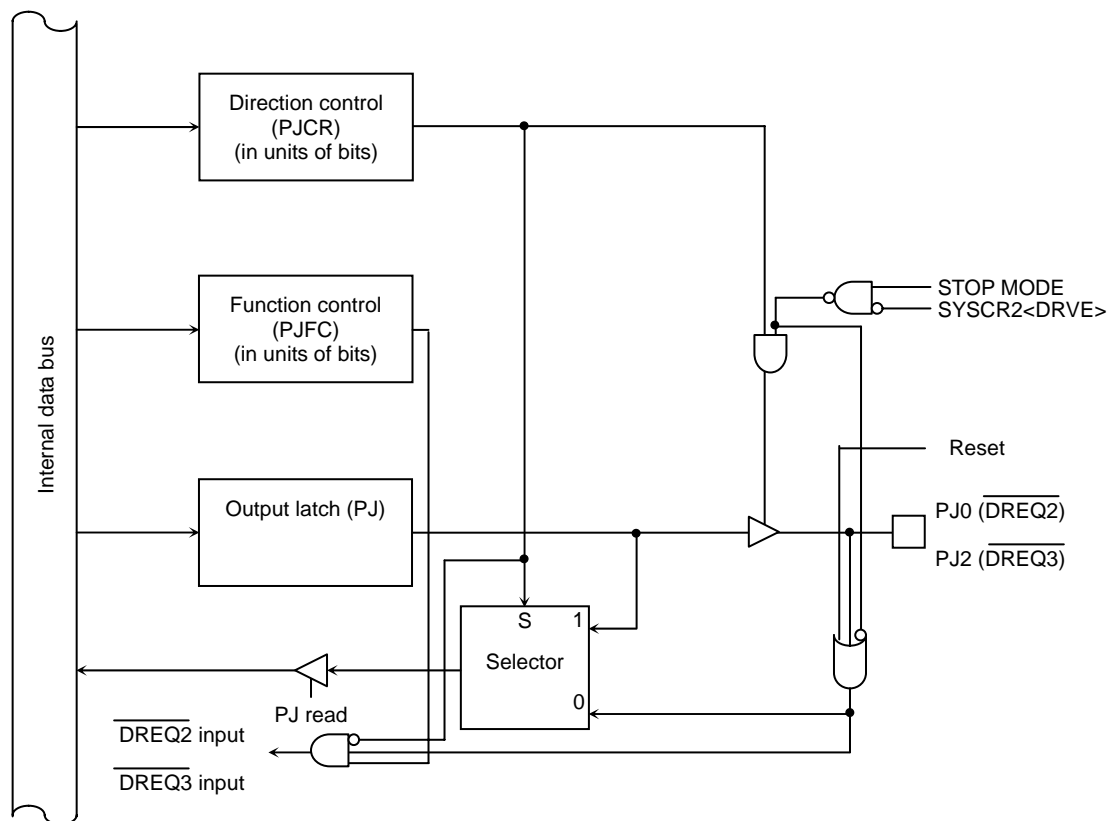 Internal data bus
Direction control
(PJCR)
(in units of bits)
Function control
(PJFC)
(in units of bits)
STOP MODE
SYSCR2<DRVE>
Reset
Output latch (PJ)
PJ0 (DREQ2)
PJ2 (DREQ3)
S
1
Selector
0
PJ read
DREQ2 input
DREQ3 input